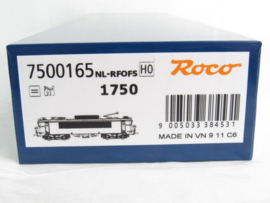 7500165 NL-RFOFS H0 Roco
1750
9 005033 384531
MADE IN VN 9 11 C6